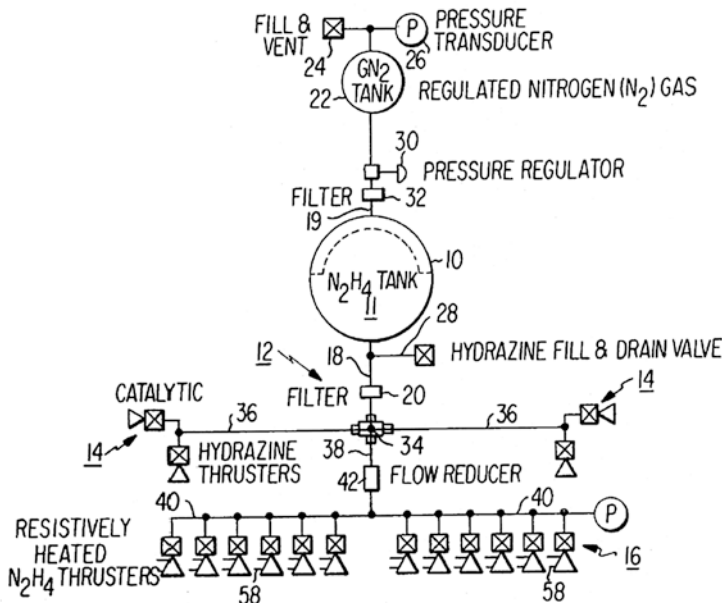 FILL &
VENT
24
P
26
PRESSURE
TRANSDUCER
GN2
TANK
22
REGULATED NITROGEN (N2) GAS
30
PRESSURE REGULATOR
FILTER
32
19
10
N2H4 TANK
11
28
HYDRAZINE FILL & DRAIN VALVE
12
18
FILTER
20
CATALYTIC
14
36
36
14
HYDRAZINE
THRUSTERS
34
38
42
FLOW REDUCER
40
40
P
RESISTIVELY
HEATED
N2H4 THRUSTERS
16
58
58